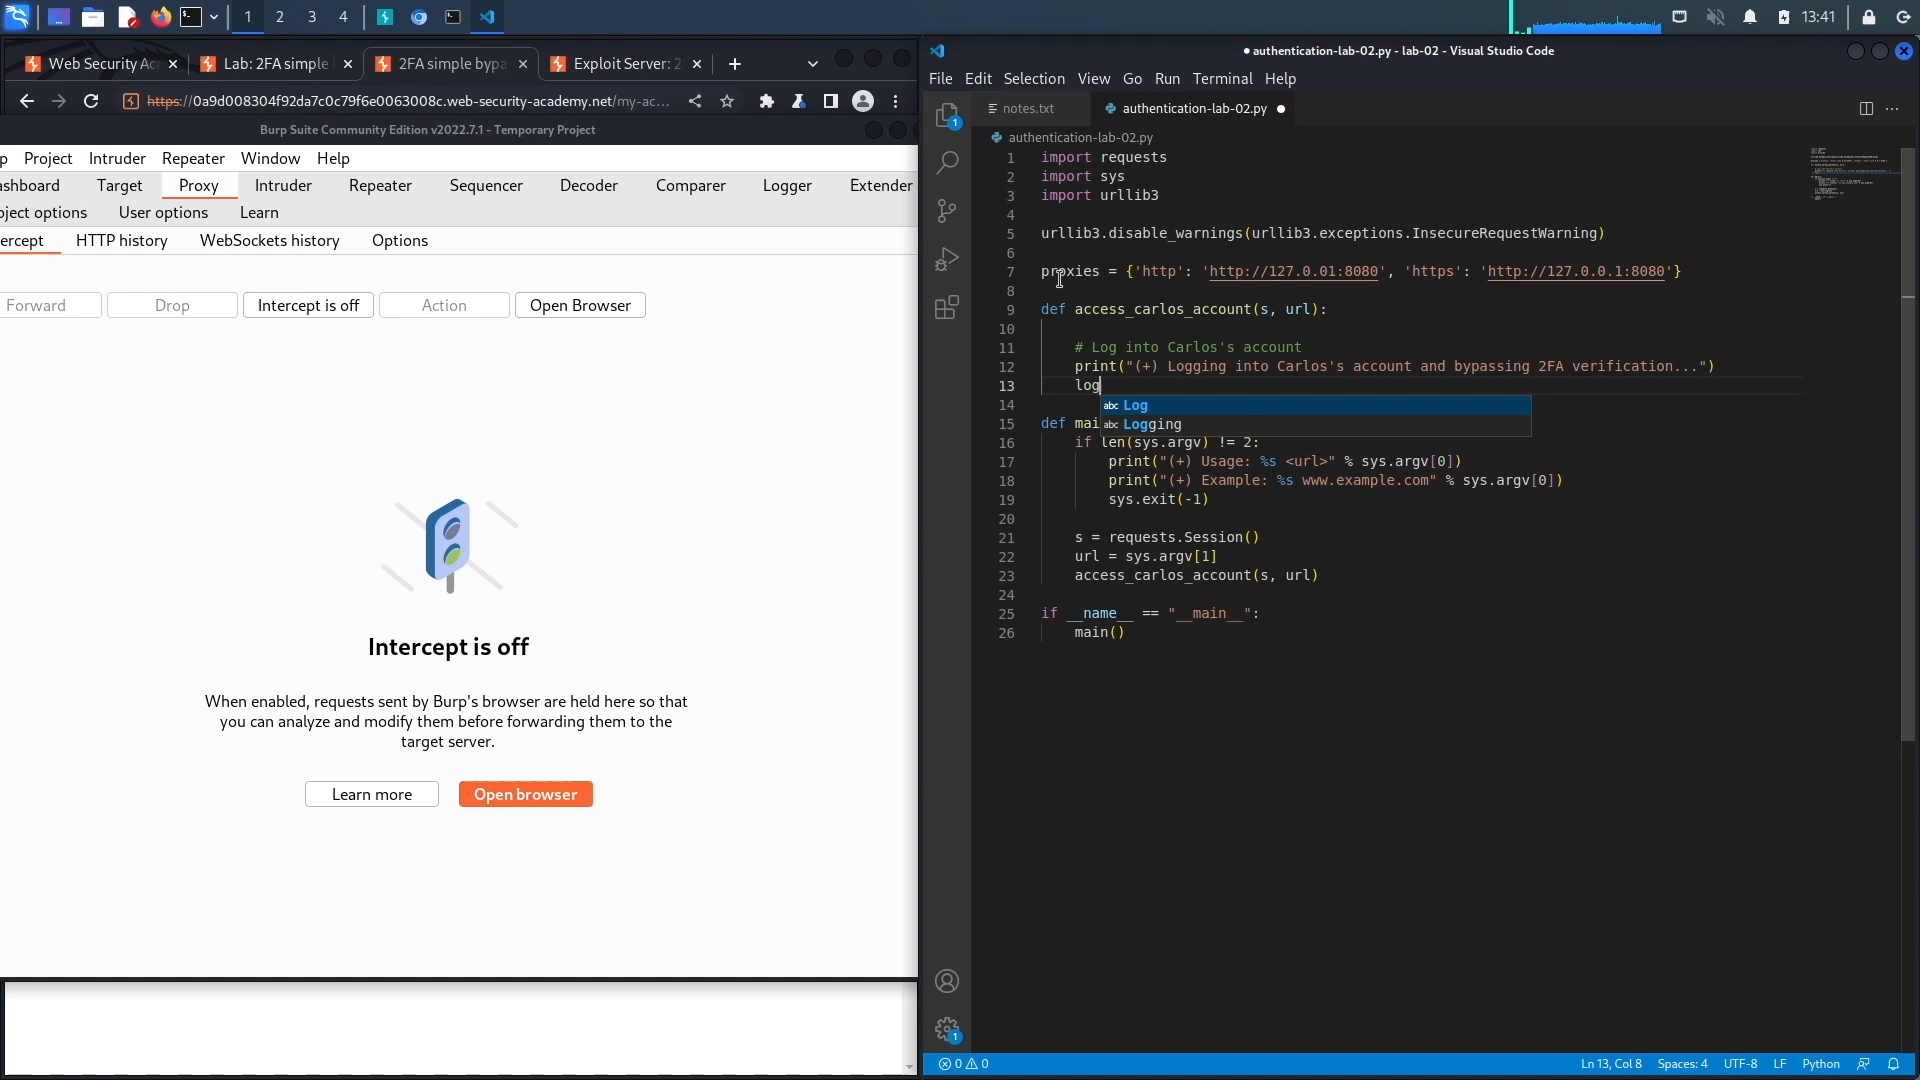 1 2 3 4 13:41
Web Security Ac Lab: 2FA simple 2FA simple bypa Exploit Server: 2
https://0a9d008304f92da7c0c79f6e0063008c.web-security-academy.net/my-ac...
Burp Suite Community Edition v2022.7.1 - Temporary Project
p Project Intruder Repeater Window Help
ashboard Target Proxy Intruder Repeater Sequencer Decoder Comparer Logger Extender
oject options User options Learn
ercept HTTP history WebSockets history Options
Forward Drop Intercept is off Action Open Browser
Intercept is off
When enabled, requests sent by Burp's browser are held here so that
you can analyze and modify them before forwarding them to the
target server.
Learn more Open browser
● authentication-lab-02.py - lab-02 - Visual Studio Code
File Edit Selection View Go Run Terminal Help
notes.txt authentication-lab-02.py ●
authentication-lab-02.py
1 import requests
2 import sys
3 import urllib3
4
5 urllib3.disable_warnings(urllib3.exceptions.InsecureRequestWarning)
6
7 proxies = {'http': 'http://127.0.01:8080', 'https': 'http://127.0.0.1:8080'}
8
9 def access_carlos_account(s, url):
10
11 # Log into Carlos's account
12 print("(+) Logging into Carlos's account and bypassing 2FA verification...")
13 log
abc Log
14
abc Logging
15 def mai
16 if len(sys.argv) != 2:
17 print("(+) Usage: %s <url>" % sys.argv[0])
18 print("(+) Example: %s www.example.com" % sys.argv[0])
19 sys.exit(-1)
20
21 s = requests.Session()
22 url = sys.argv[1]
23 access_carlos_account(s, url)
24
25 if __name__ == "__main__":
26 main()
1
1
0 0 Ln 13, Col 8 Spaces: 4 UTF-8 LF Python